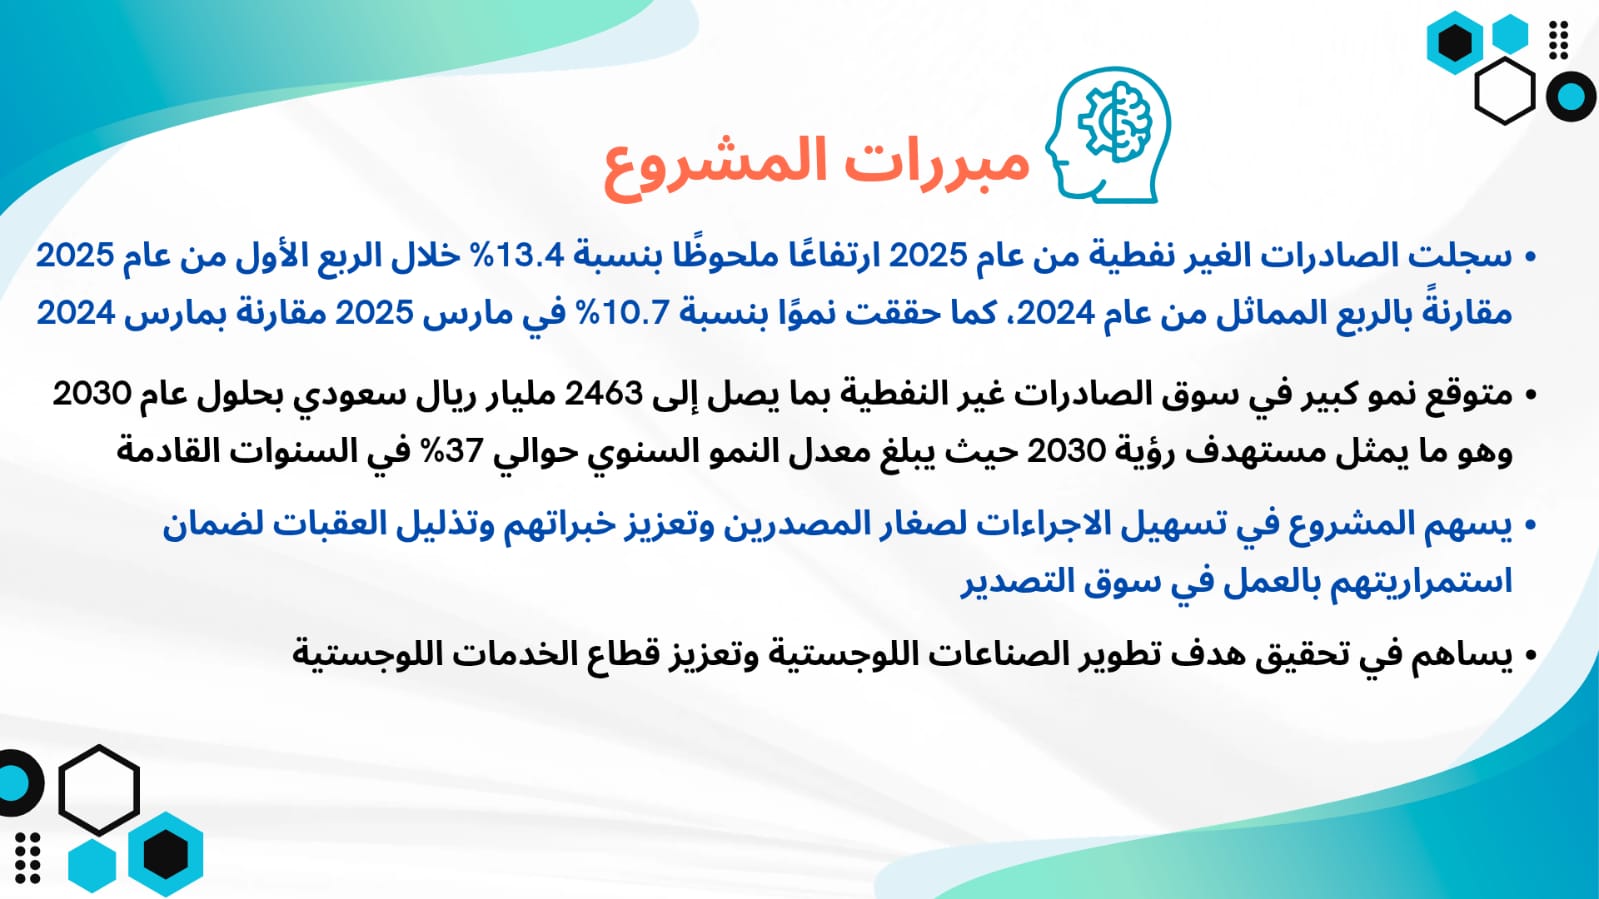 مبررات المشروع
• سجلت الصادرات الغير نفطية من عام 2025 ارتفاعًا ملحوظًا بنسبة 13.4% خلال الربع الأول من عام 2025
مقارنةً بالربع المماثل من عام 2024، كما حققت نموًا بنسبة 10.7% في مارس 2025 مقارنة بمارس 2024
• متوقع نمو كبير في سوق الصادرات غير النفطية بما يصل إلى 2463 مليار ريال سعودي بحلول عام 2030
وهو ما يمثل مستهدف رؤية 2030 حيث يبلغ معدل النمو السنوي حوالي 37% في السنوات القادمة
• يسهم المشروع في تسهيل الاجراءات لصغار المصدرين وتعزيز خبراتهم وتذليل العقبات لضمان
استمراريتهم بالعمل في سوق التصدير
• يساهم في تحقيق هدف تطوير الصناعات اللوجستية وتعزيز قطاع الخدمات اللوجستية